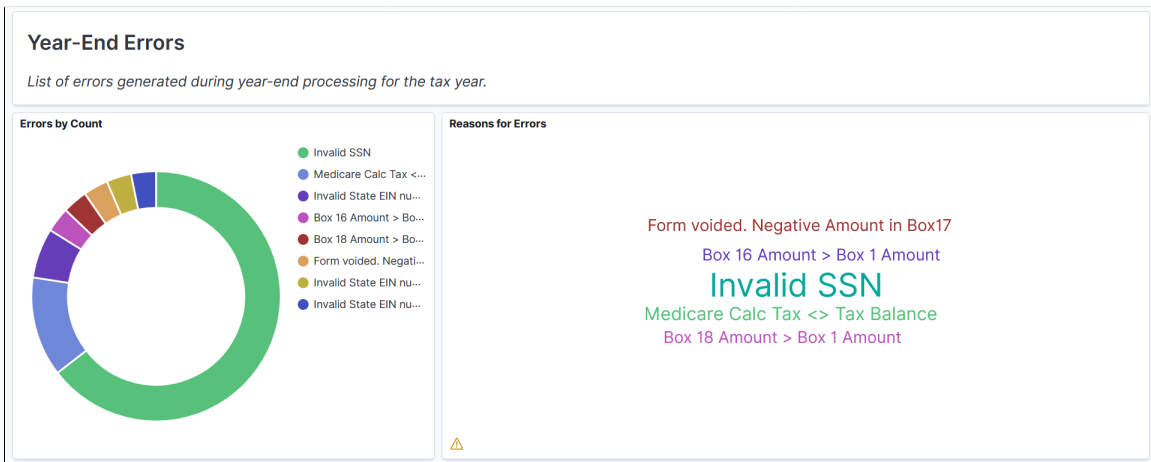 Year-End Errors
List of errors generated during year-end processing for the tax year.
Errors by Count
Invalid SSN
Medicare Calc Tax <...
Invalid State EIN nu...
Box 16 Amount > Bo...
Box 18 Amount > Bo...
Form voided. Negati...
Invalid State EIN nu...
Invalid State EIN nu...
Reasons for Errors
Form voided. Negative Amount in Box17
Box 16 Amount > Box 1 Amount
Invalid SSN
Medicare Calc Tax <> Tax Balance
Box 18 Amount > Box 1 Amount